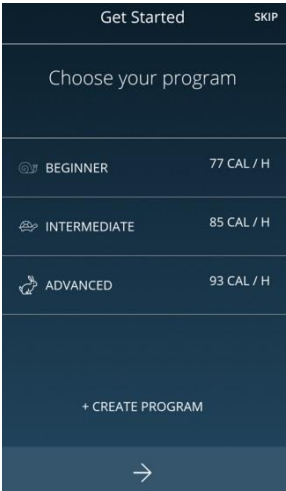 Get Started
SKIP
Choose your program
BEGINNER
77 CAL / H
INTERMEDIATE
85 CAL / H
ADVANCED
93 CAL / H
+ CREATE PROGRAM